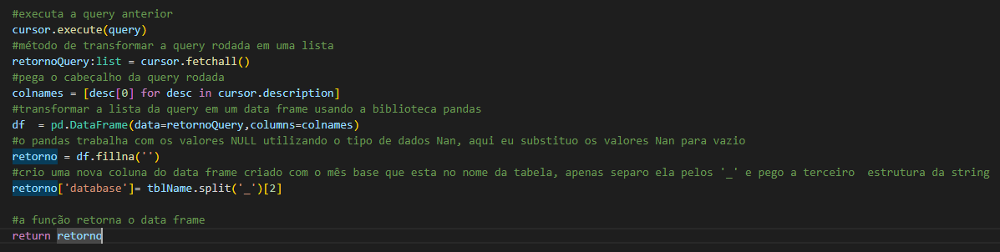 #executa a query anterior
cursor.execute(query)
#método de transformar a query rodada em uma lista
retornoQuery:list = cursor.fetchall()
#pega o cabeçalho da query rodada
colnames = [desc[0] for desc in cursor.description]
#transformar a lista da query em um data frame usando a biblioteca pandas
df  = pd.DataFrame(data=retornoQuery,columns=colnames)
#o pandas trabalha com os valores NULL utilizando o tipo de dados Nan, aqui eu substituo os valores Nan para vazio
retorno = df.fillna('')
#crio uma nova coluna do data frame criado com o mês base que esta no nome da tabela, apenas separo ela pelos '_' e pego a terceiro  estrutura da string
retorno['database']= tblName.split('_')[2]
#a função retorna o data frame
return retorno